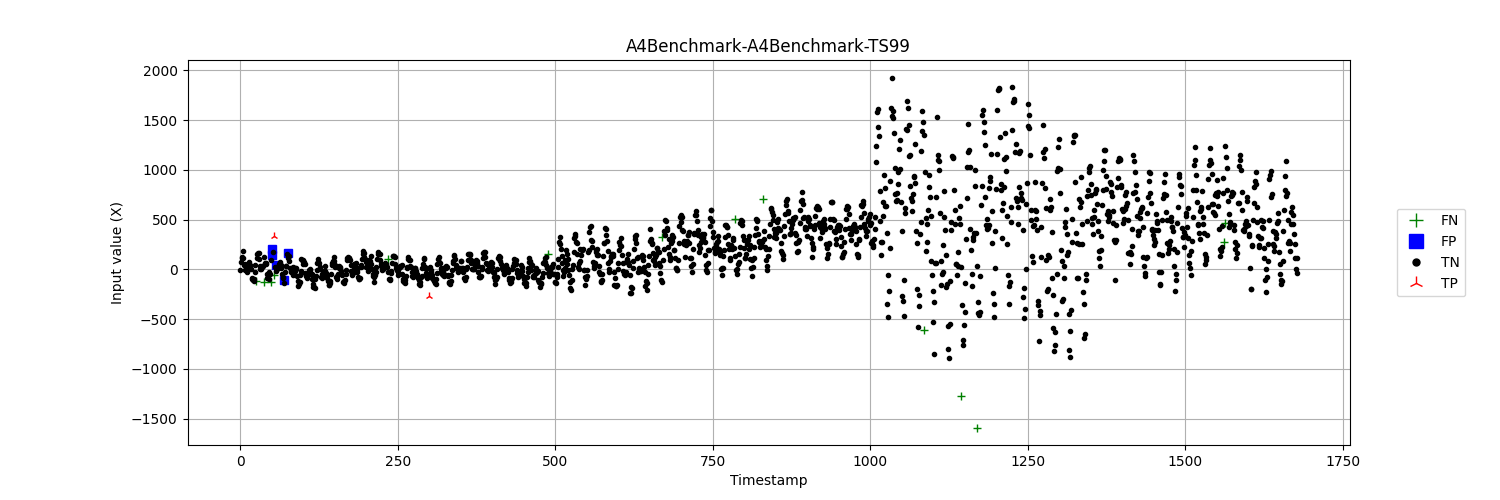 A4Benchmark-A4Benchmark-TS99
2000
1500
1000
500
0
−500
−1000
−1500
Input value (X)
0
250
500
750
1000
1250
1500
1750
Timestamp
FN
FP
TN
TP